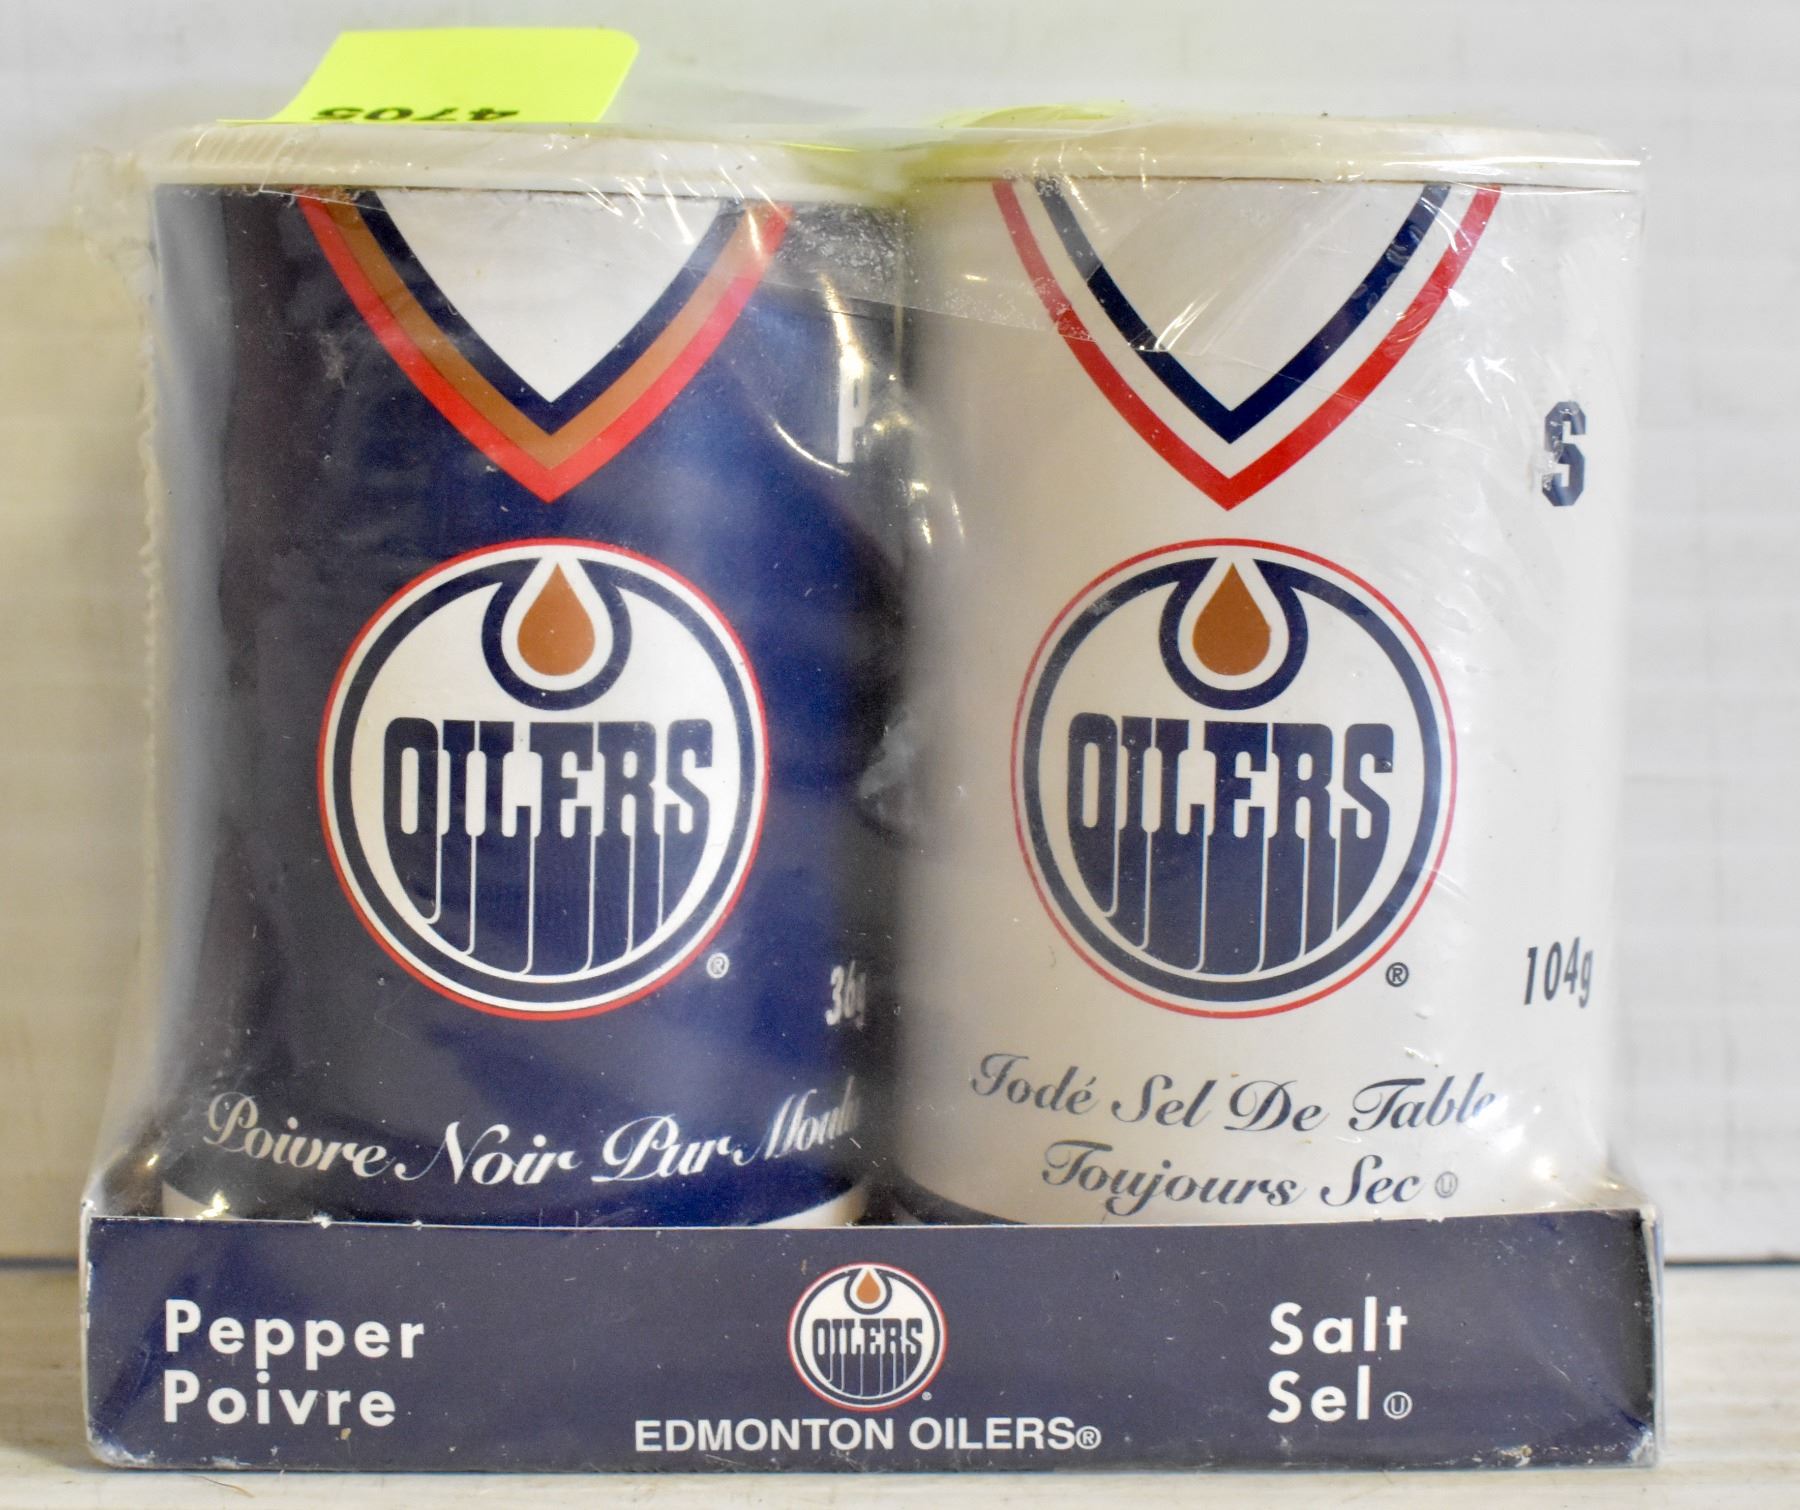 4705
P
S
OILERS
®
36g
OILERS
®
104g
Poivre Noir Pur Moulu
Iodé Sel De Table
Toujours Sec Ⓤ
Pepper
Poivre
OILERS
EDMONTON OILERS®
Salt
Sel Ⓤ